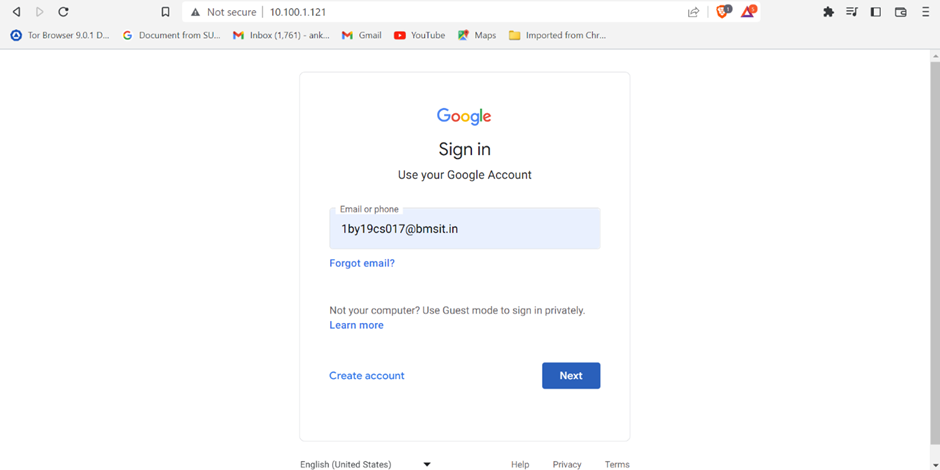 Not secure | 10.100.1.121
Tor Browser 9.0.1 D... Document from SU... Inbox (1,761) - ank... Gmail YouTube Maps Imported from Chr...
Google
Sign in
Use your Google Account
Email or phone
1by19cs017@bmsit.in
Forgot email?
Not your computer? Use Guest mode to sign in privately.
Learn more
Create account Next
English (United States) Help Privacy Terms